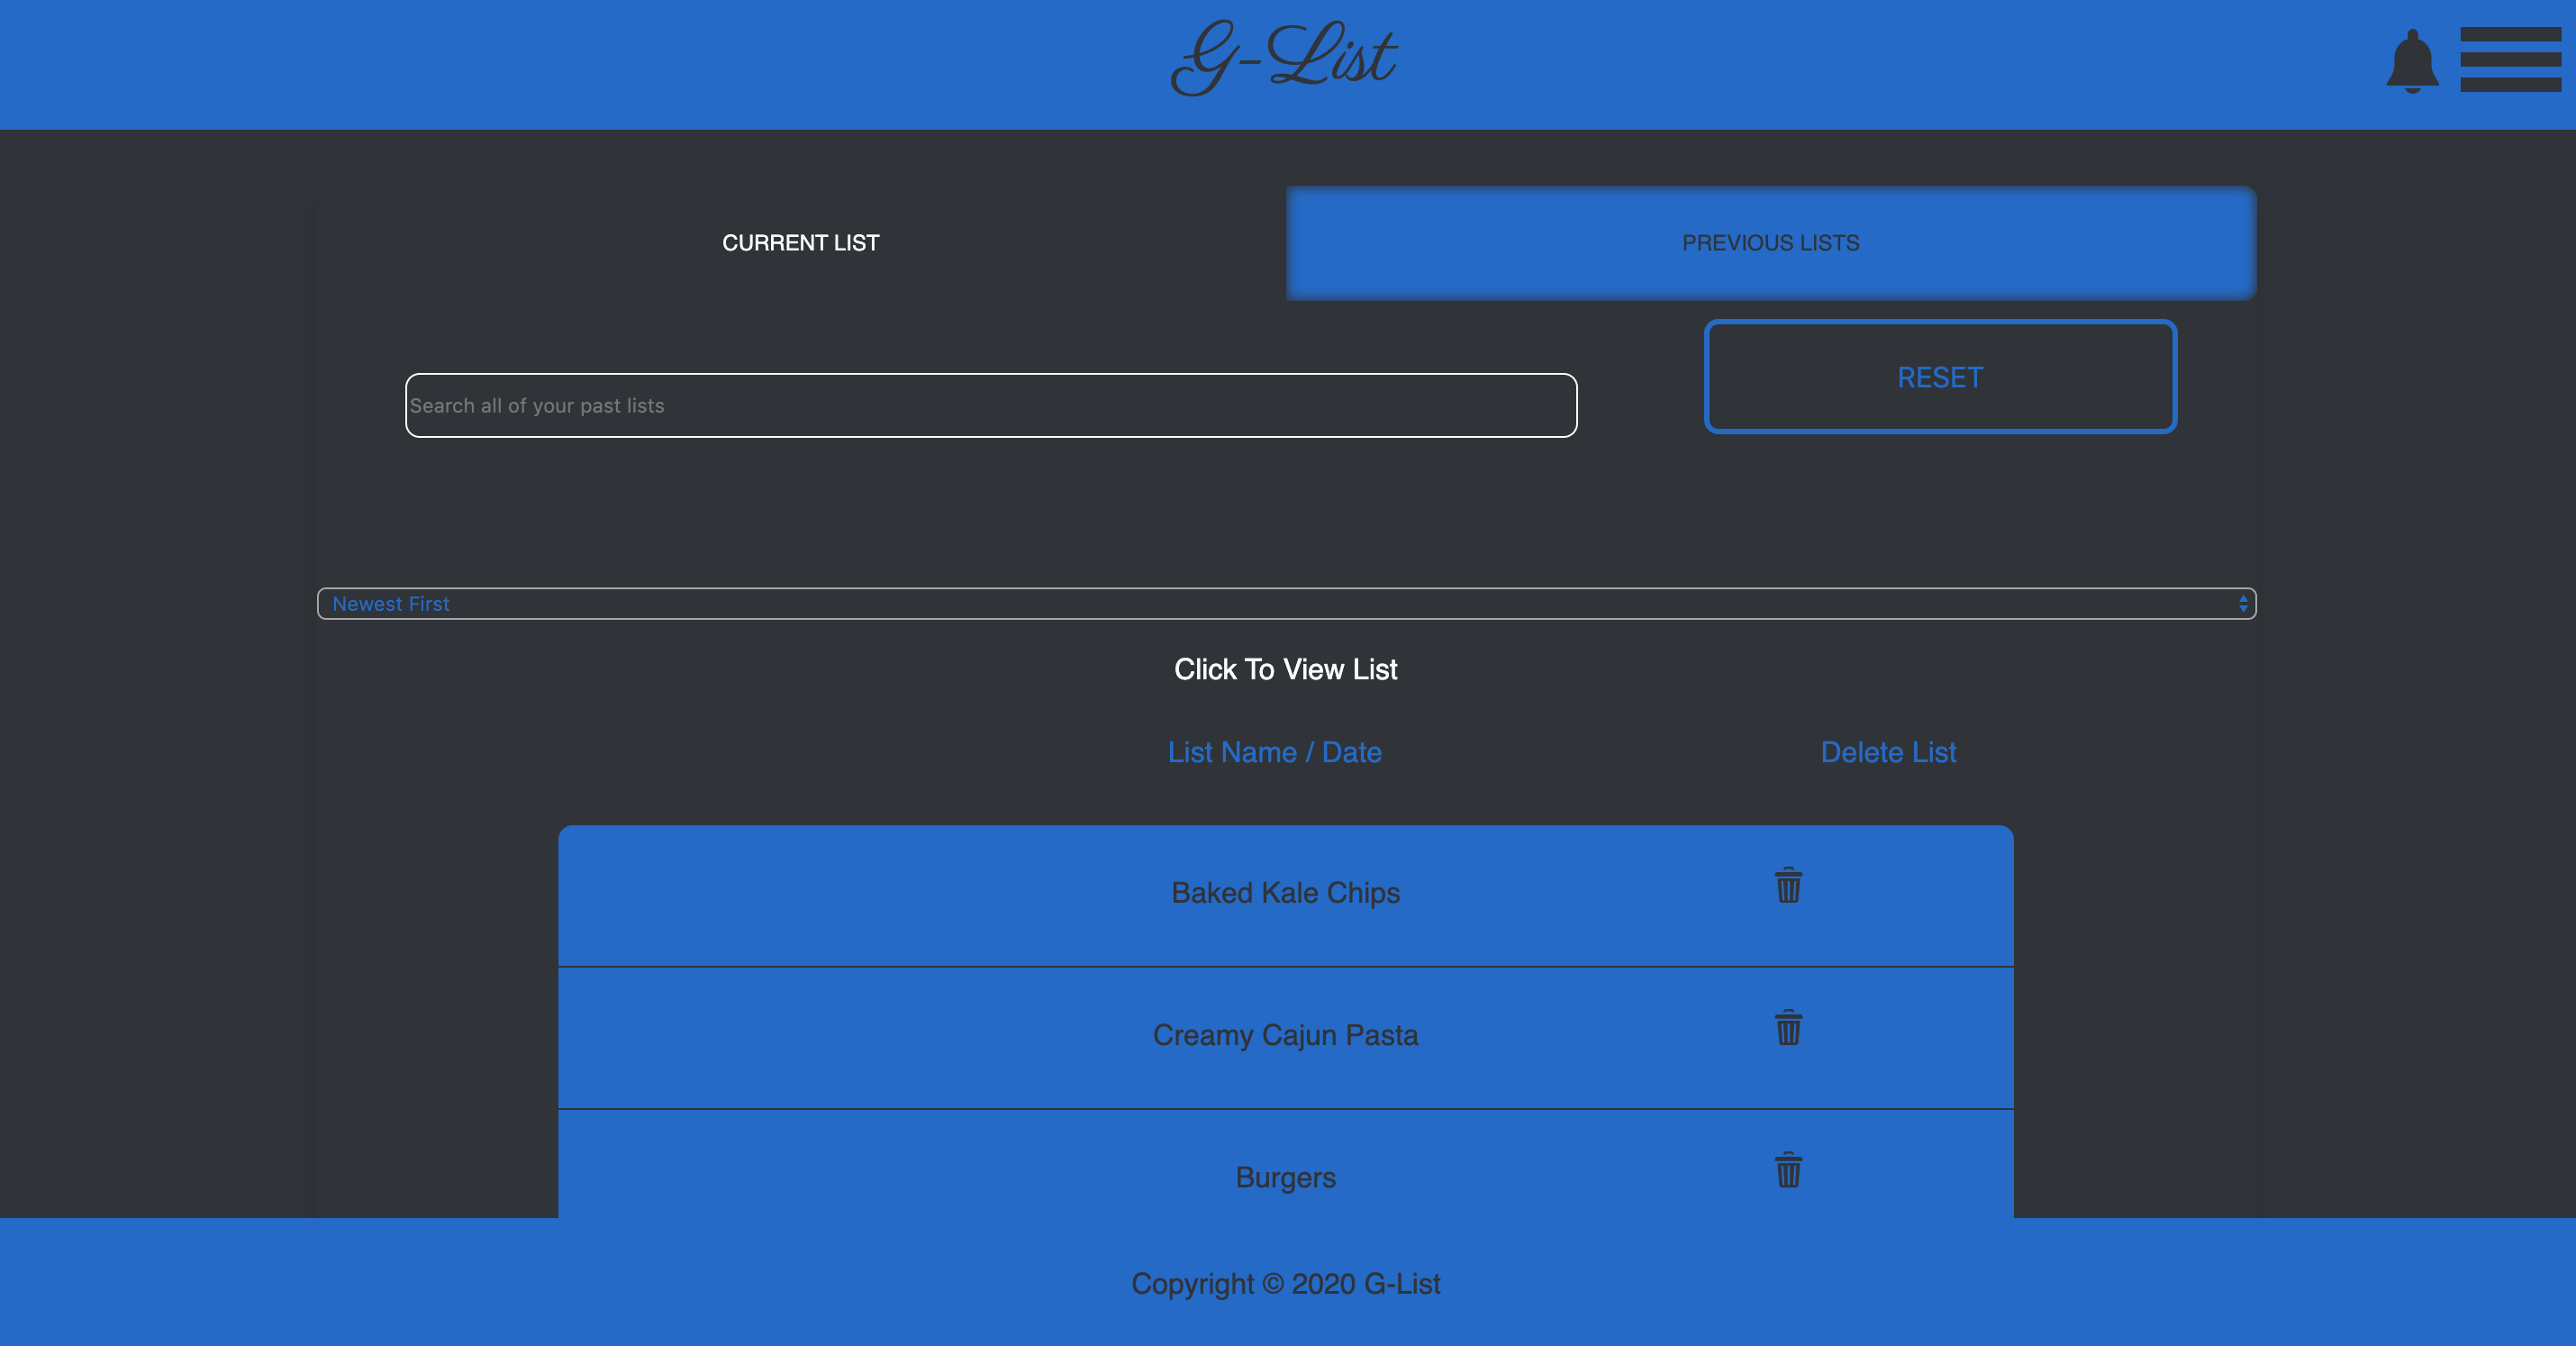 G-List
CURRENT LIST
PREVIOUS LISTS
RESET
Search all of your past lists
Newest First
Click To View List
List Name / Date
Delete List
Baked Kale Chips
Creamy Cajun Pasta
Burgers
Copyright © 2020 G-List